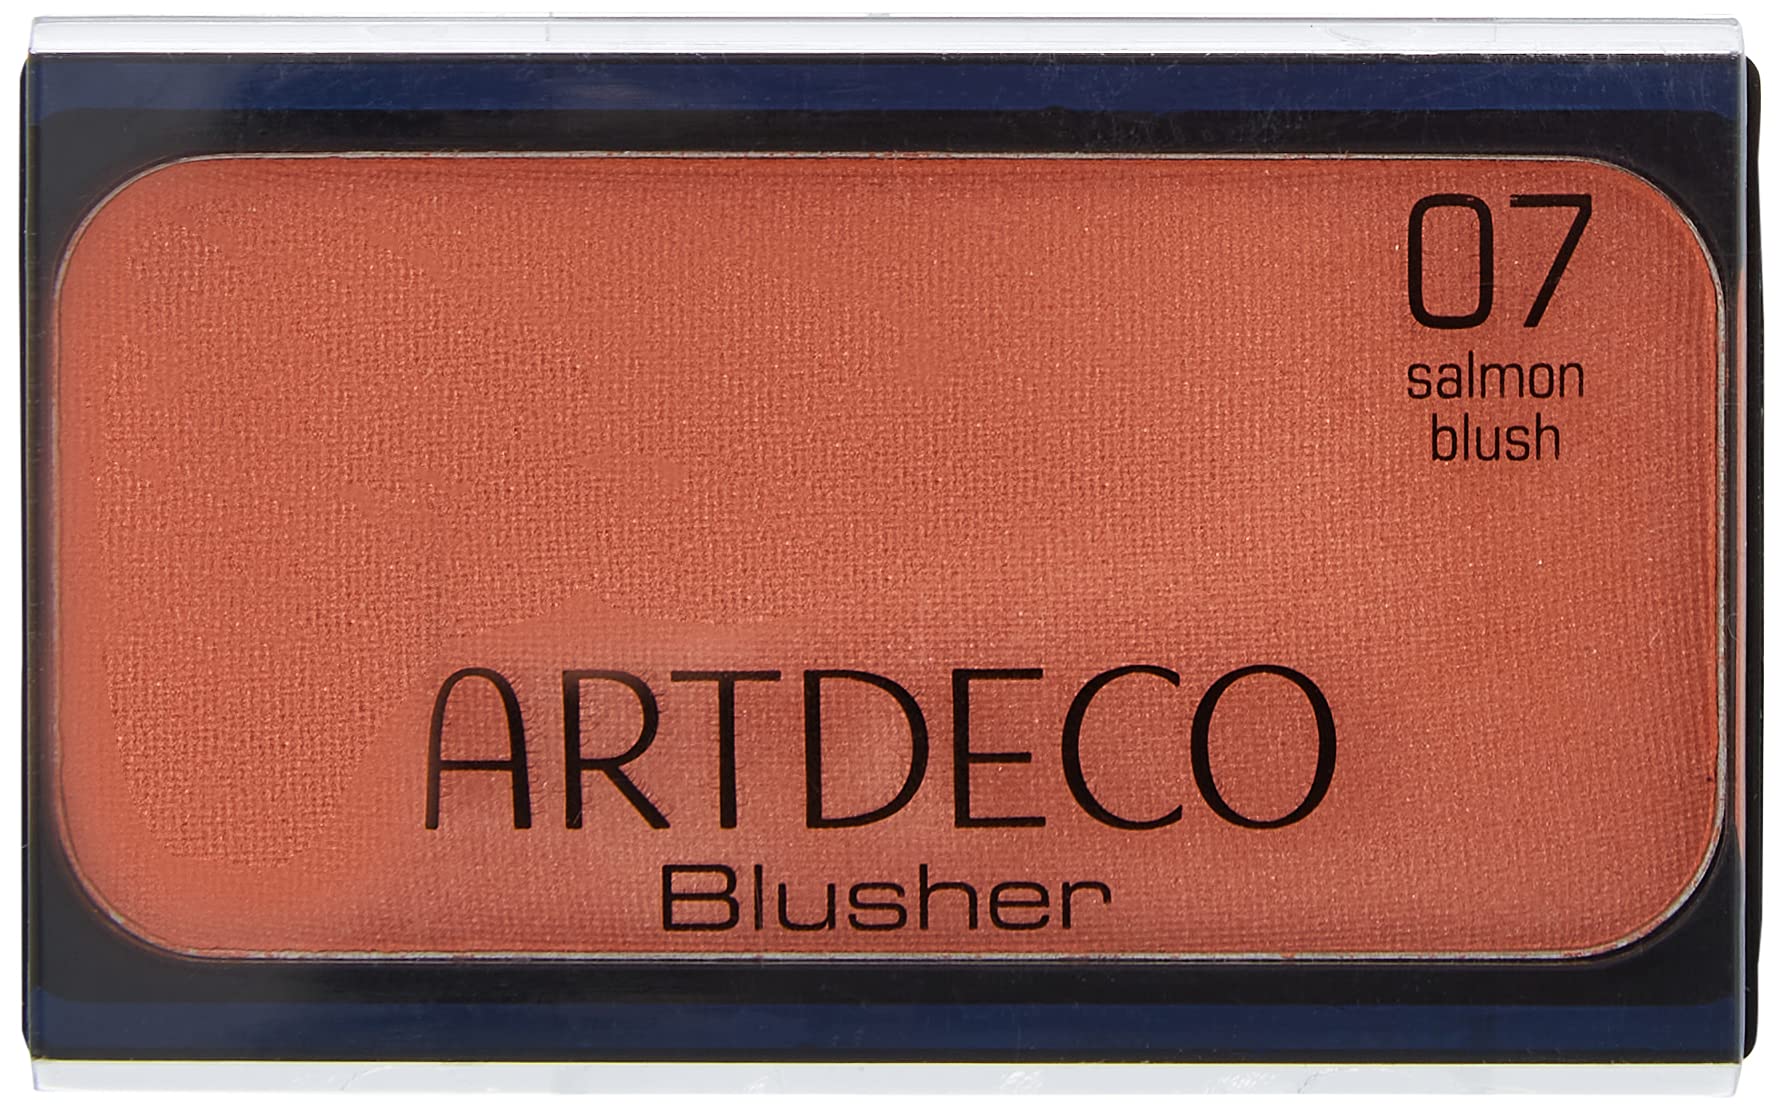 07
salmon
blush
ARTDECO
Blusher